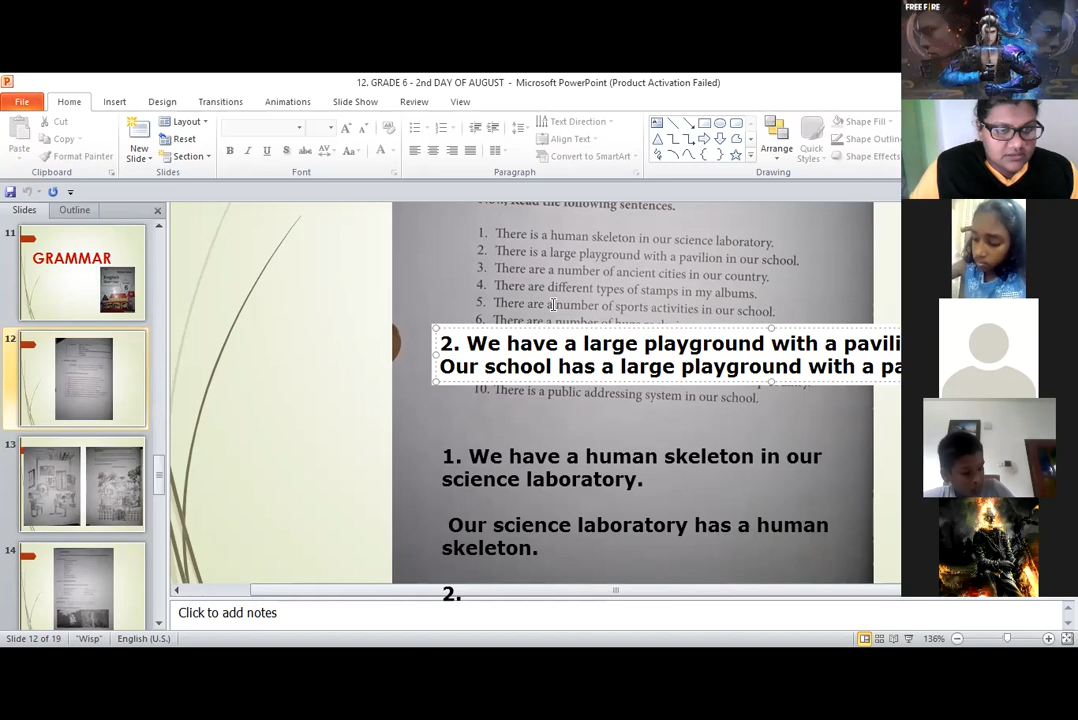 FREE FIRE
12. GRADE 6 - 2nd DAY OF AUGUST - Microsoft PowerPoint (Product Activation Failed)
File Home Insert Design Transitions Animations Slide Show Review View
Cut
Copy
Format Painter
Paste
Clipboard
New Slide
Layout
Reset
Section
Slides
Font
Text Direction
Align Text
Convert to SmartArt
Paragraph
Arrange
Quick Styles
Drawing
Shape Fill
Shape Outlin
Shape Effects
Slides Outline
11
GRAMMAR
English
6
12
13
14
Read the following sentences.
1. There is a human skeleton in our science laboratory.
2. There is a large playground with a pavilion in our school.
3. There are a number of ancient cities in our country.
4. There are different types of stamps in my albums.
5. There are a number of sports activities in our school.
6. There are a number of
2. We have a large playground with a pavili
Our school has a large playground with a pa
10. There is a public addressing system in our school.
1. We have a human skeleton in our
science laboratory.
Our science laboratory has a human
skeleton.
2.
Click to add notes
Slide 12 of 19 "Wisp" English (U.S.) 136%